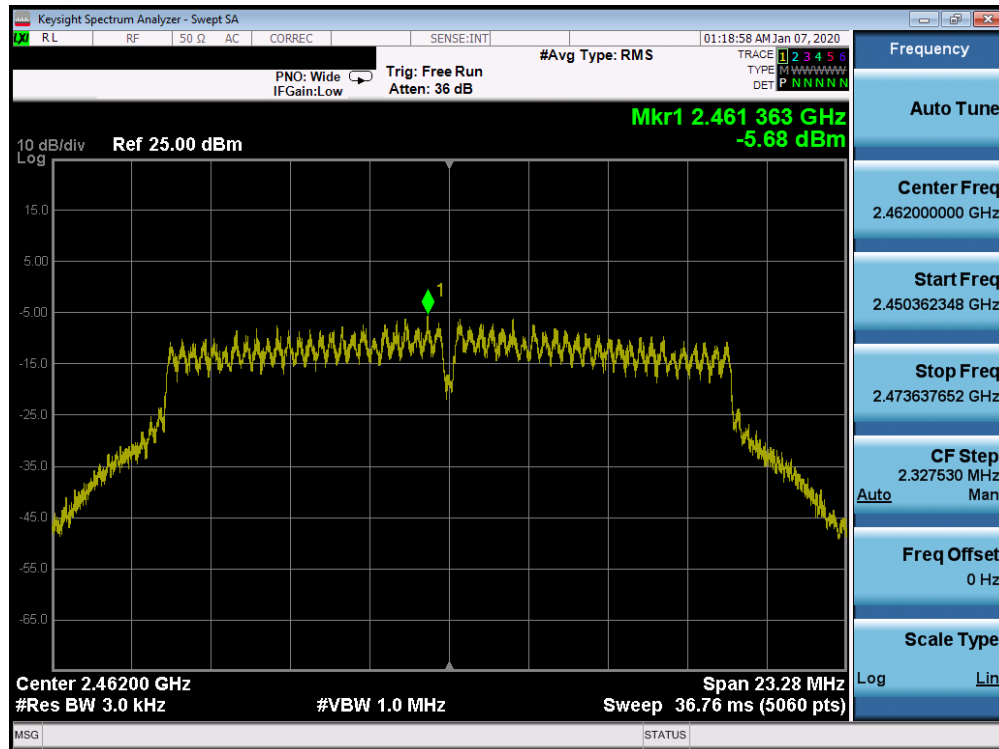 Keysight Spectrum Analyzer - Swept SA
LXI RL RF 50 Ω AC CORREC SENSE:INT 01:18:58 AM Jan 07, 2020
#Avg Type: RMS
TRACE 1 2 3 4 5 6
PNO: Wide Trig: Free Run
TYPE M W W W W W
IFGain:Low Atten: 36 dB
DET P N N N N N
Mkr1 2.461 363 GHz
-5.68 dBm
10 dB/div Ref 25.00 dBm
Log
15.0
5.00
1
-5.00
-15.0
-25.0
-35.0
-45.0
-55.0
-65.0
Center 2.46200 GHz Span 23.28 MHz
#Res BW 3.0 kHz #VBW 1.0 MHz Sweep 36.76 ms (5060 pts)
MSG STATUS
Frequency
Auto Tune
Center Freq
2.462000000 GHz
Start Freq
2.450362348 GHz
Stop Freq
2.473637652 GHz
CF Step
2.327530 MHz
Auto Man
Freq Offset
0 Hz
Scale Type
Log Lin